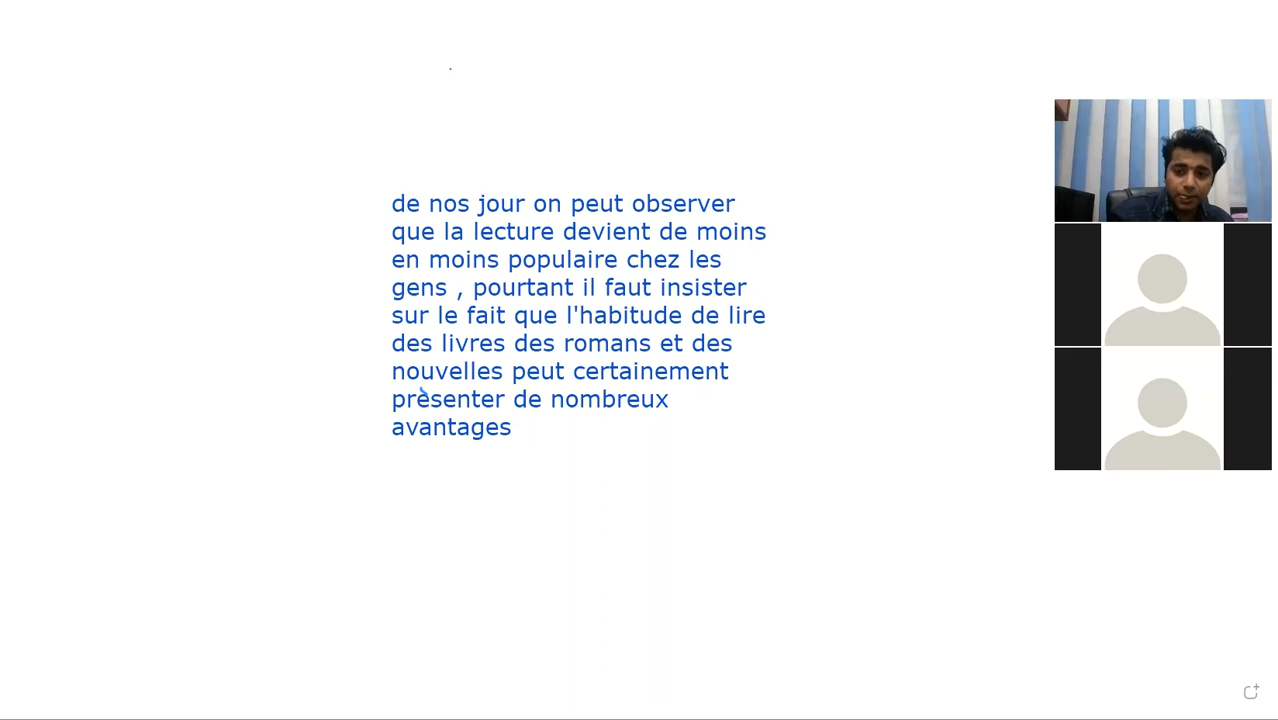 de nos jour on peut observer
que la lecture devient de moins
en moins populaire chez les
gens , pourtant il faut insister
sur le fait que l'habitude de lire
des livres des romans et des
nouvelles peut certainement
presenter de nombreux
avantages